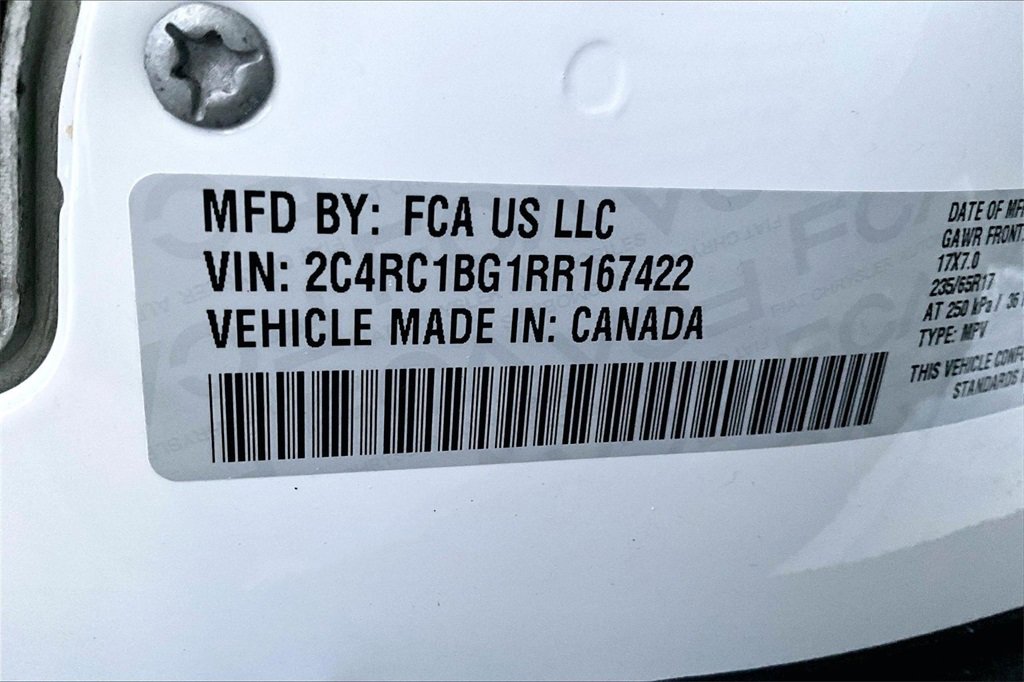 MFD BY: FCA US LLC
VIN: 2C4RC1BG1RR167422
VEHICLE MADE IN: CANADA
DATE OF MF
GAWR FRONT:
17X7.0
235/65R17
AT 250 kPa / 36
TYPE: MPV
THIS VEHICLE CONF
STANDARDS